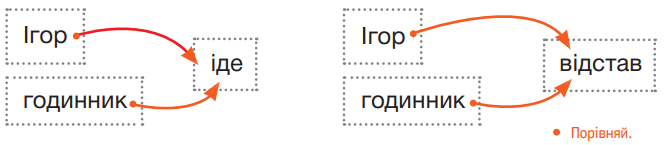 Ігор
іде
годинник
Ігор
відстав
годинник
• Порівняй.